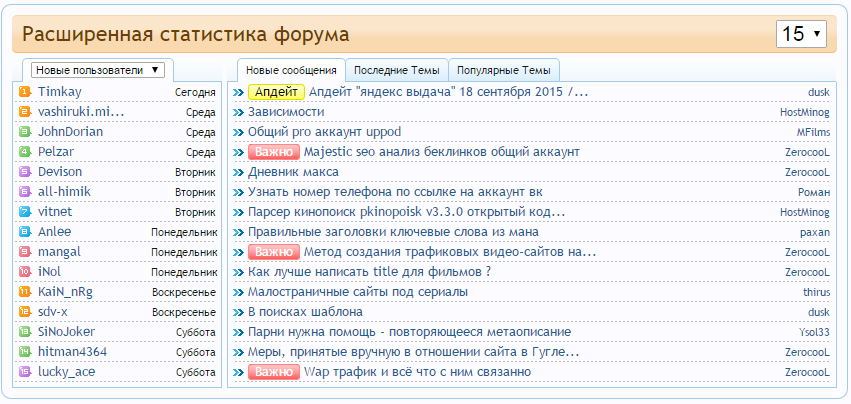 Расширенная статистика форума
15
Новые пользователи
1 Timkay Сегодня
2 vashiruki.mi... Среда
3 JohnDorian Среда
4 Pelzar Среда
5 Devison Вторник
6 all-himik Вторник
7 vitnet Вторник
8 Anlee Понедельник
9 mangal Понедельник
10 iNol Понедельник
11 KaiN_nRg Воскресенье
12 sdv-x Воскресенье
13 SiNoJoker Суббота
14 hitman4364 Суббота
15 lucky_ace Суббота
Новые сообщения Последние Темы Популярные Темы
Апдейт Апдейт "яндекс выдача" 18 сентября 2015 /... dusk
Зависимости HostMinog
Общий pro аккаунт uppod MFilms
Важно Majestic seo анализ беклинков общий аккаунт ZerocooL
Дневник макса ZerocooL
Узнать номер телефона по ссылке на аккаунт вк Роман
Парсер кинопоиск pkinopoisk v3.3.0 открытый код... HostMinog
Правильные заголовки ключевые слова из мана paxan
Важно Метод создания трафиковых видео-сайтов на... ZerocooL
Как лучше написать title для фильмов ? ZerocooL
Малостраничные сайты под сериалы thirus
В поисках шаблона dusk
Парни нужна помощь - повторяющееся метаописание Ysol33
Меры, принятые вручную в отношении сайта в Гугле... ZerocooL
Важно Wap трафик и всё что с ним связанно ZerocooL